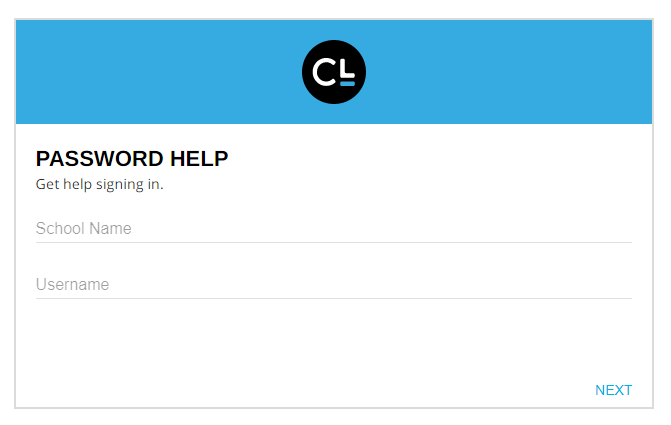 CL
PASSWORD HELP
Get help signing in.
School Name
Username
NEXT